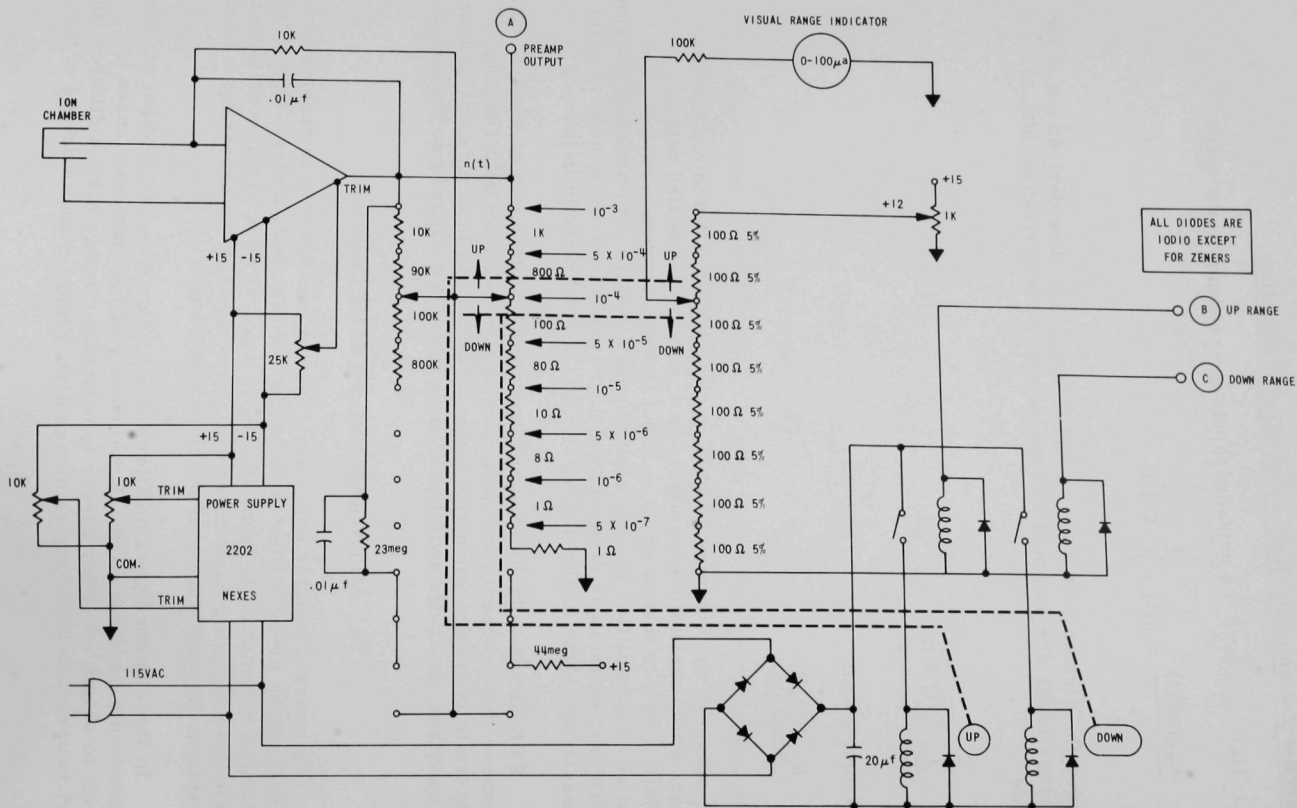 VISUAL RANGE INDICATOR
A
PREAMP
OUTPUT
10K
.01μf
100K
0-100μa
ION
CHAMBER
TRIM
n(t)
+15 -15
10K
90K
100K
800K
UP
DOWN
1K
800Ω
100Ω
80Ω
10Ω
8Ω
1Ω
1Ω
10-3
5 X 10-4
10-4
5 X 10-5
10-5
5 X 10-6
10-6
5 X 10-7
UP
DOWN
100Ω 5%
100Ω 5%
100Ω 5%
100Ω 5%
100Ω 5%
100Ω 5%
100Ω 5%
100Ω 5%
+15
+12
1K
ALL DIODES ARE
10D10 EXCEPT
FOR ZENERS
B UP RANGE
C DOWN RANGE
25K
+15 -15
10K
10K
TRIM
POWER SUPPLY
2202
NEXES
COM.
TRIM
.01μf
23meg
44meg
+15
115VAC
20μf
UP
DOWN